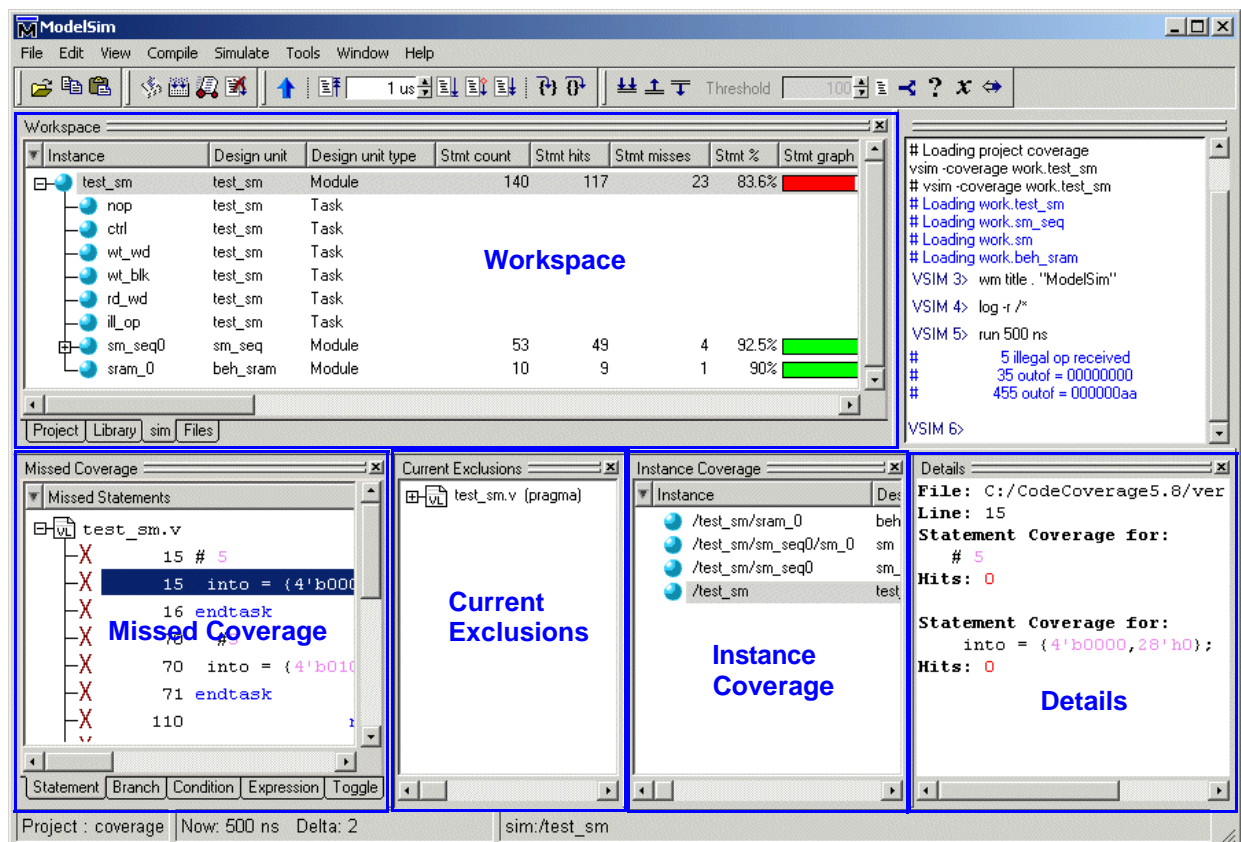 ModelSim
File Edit View Compile Simulate Tools Window Help
1 us Threshold 100
Workspace
Instance Design unit Design unit type Stmt count Stmt hits Stmt misses Stmt % Stmt graph
test_sm test_sm Module 140 117 23 83.6%
nop test_sm Task
ctrl test_sm Task
wt_wd test_sm Task
wt_blk test_sm Task
rd_wd test_sm Task
ill_op test_sm Task
sm_seq0 sm_seq Module 53 49 4 92.5%
sram_0 beh_sram Module 10 9 1 90%
Workspace
Project Library sim Files
# Loading project coverage
vsim -coverage work.test_sm
# vsim -coverage work.test_sm
# Loading work.test_sm
# Loading work.sm_seq
# Loading work.sm
# Loading work.beh_sram
VSIM 3> wm title . "ModelSim"
VSIM 4> log -r /*
VSIM 5> run 500 ns
# 5 illegal op received
# 35 outof = 00000000
# 455 outof = 000000aa
VSIM 6>
Missed Coverage
Missed Statements
test_sm.v
15 # 5
15 into = {4'b000
16 endtask
70 #
70 into = {4'b010
71 endtask
110
Missed Coverage
Statement Branch Condition Expression Toggle
Current Exclusions
test_sm.v (pragma)
Current
Exclusions
Instance Coverage
Instance Des
/test_sm/sram_0 beh
/test_sm/sm_seq0/sm_0 sm
/test_sm/sm_seq0 sm_
/test_sm test_
Instance
Coverage
Details
File: C:/CodeCoverage5.8/ver
Line: 15
Statement Coverage for:
# 5
Hits: 0
Statement Coverage for:
into = {4'b0000,28'h0};
Hits: 0
Details
Project : coverage Now: 500 ns Delta: 2 sim:/test_sm